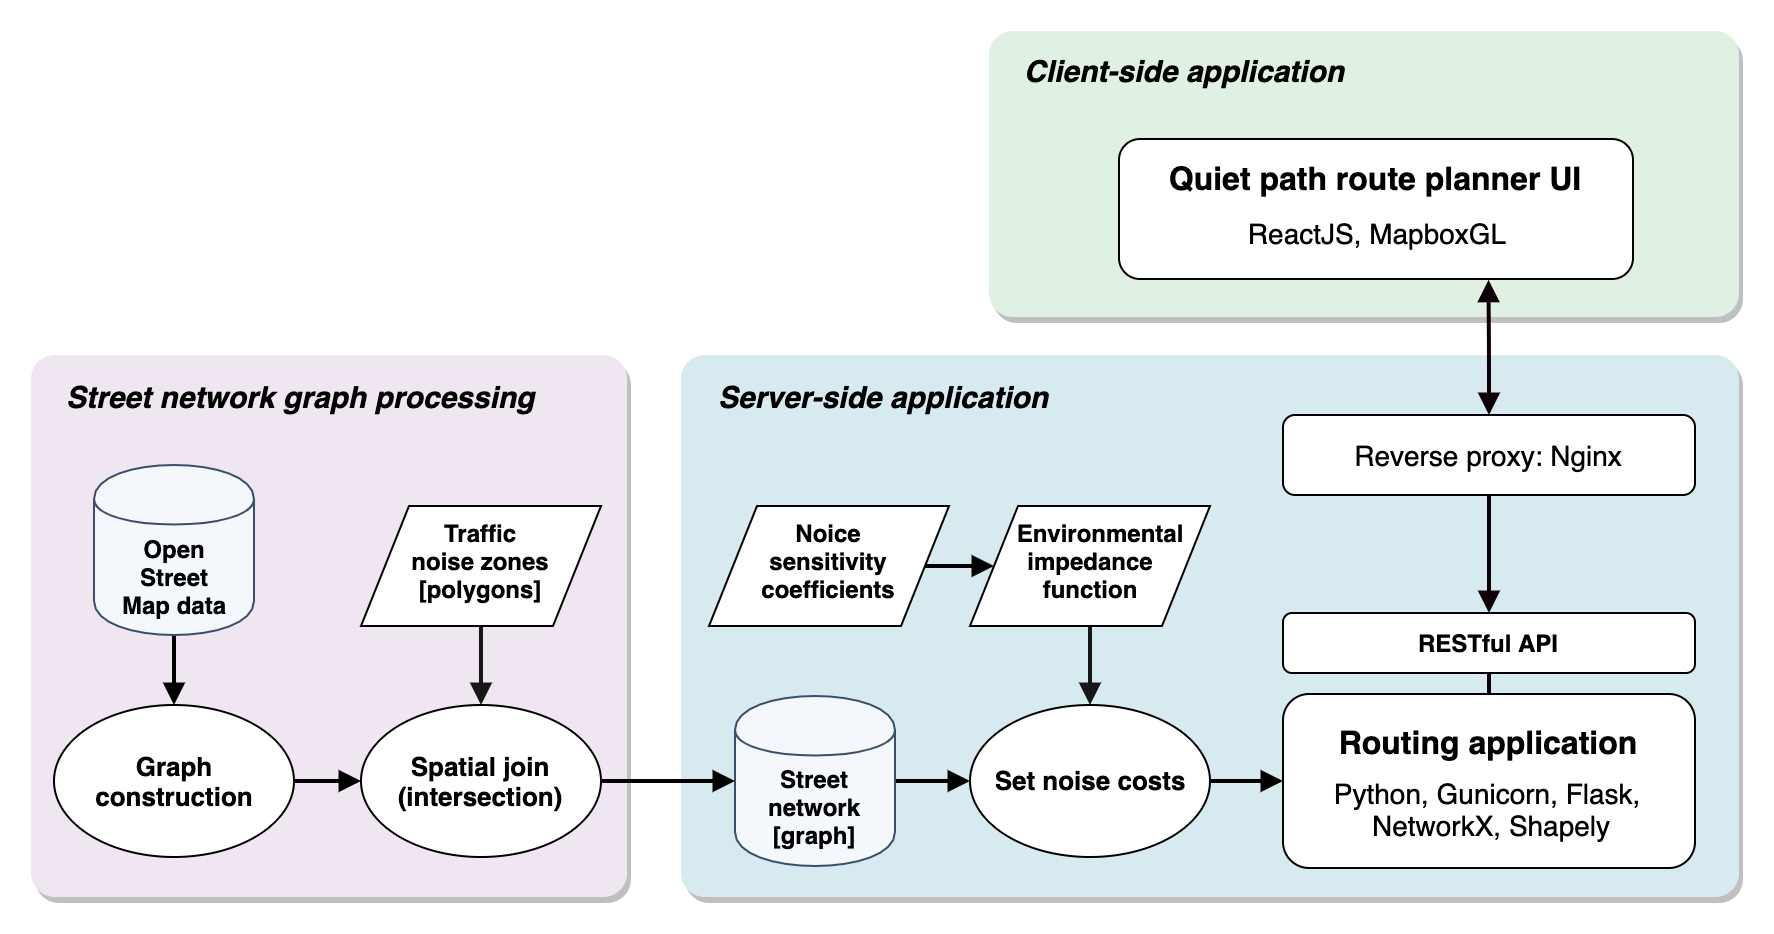 Client-side application
Quiet path route planner UI
ReactJS, MapboxGL
Street network graph processing
Open
Street
Map data
Traffic
noise zones
[polygons]
Graph
construction
Spatial join
(intersection)
Server-side application
Noice
sensitivity
coefficients
Environmental
impedance
function
Street
network
[graph]
Set noise costs
Reverse proxy: Nginx
RESTful API
Routing application
Python, Gunicorn, Flask,
NetworkX, Shapely